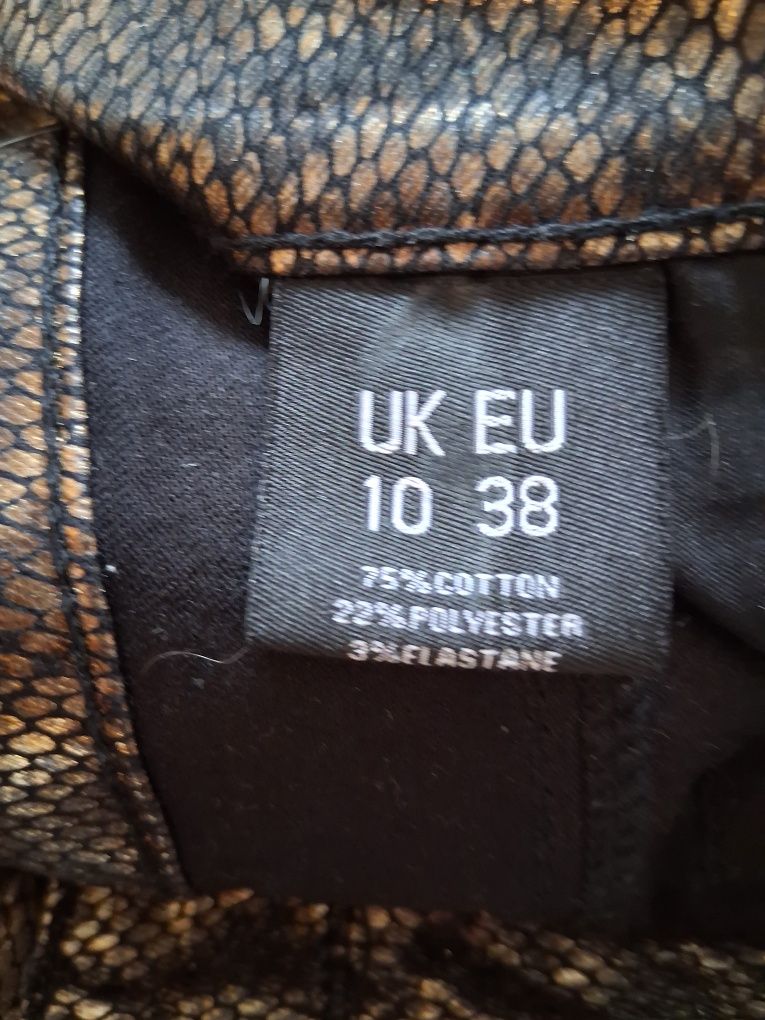 UK EU
10 38
75%COTTON
22%POLYESTER
3%ELASTANE